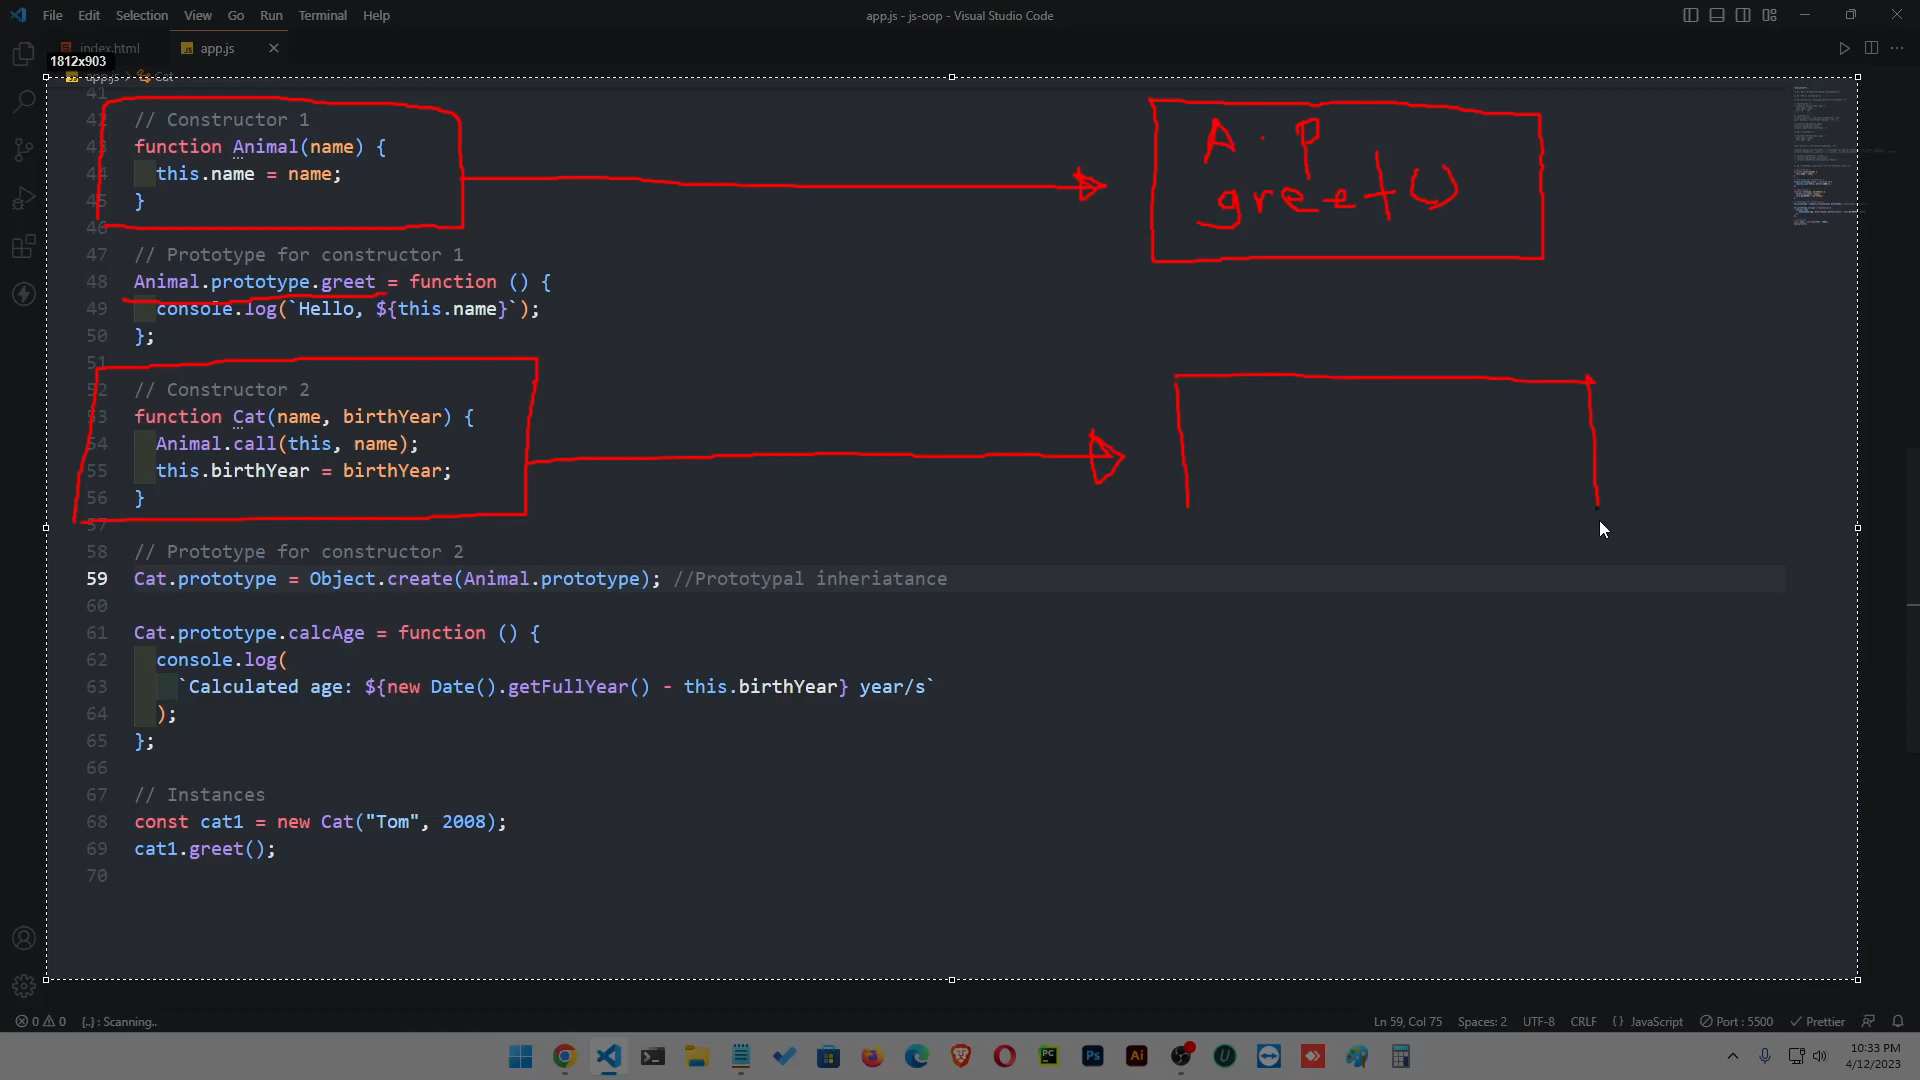 File Edit Selection View Go Run Terminal Help
app.js - js-oop - Visual Studio Code
index.html
app.js
1812x903
app.js > Cat
41
42 // Constructor 1
43 function Animal(name) {
44 this.name = name;
45 }
46
47 // Prototype for constructor 1
48 Animal.prototype.greet = function () {
49 console.log(`Hello, ${this.name}`);
50 };
51
52 // Constructor 2
53 function Cat(name, birthYear) {
54 Animal.call(this, name);
55 this.birthYear = birthYear;
56 }
57
58 // Prototype for constructor 2
59 Cat.prototype = Object.create(Animal.prototype); //Prototypal inheriatance
60
61 Cat.prototype.calcAge = function () {
62 console.log(
63 `Calculated age: ${new Date().getFullYear() - this.birthYear} year/s`
64 );
65 };
66
67 // Instances
68 const cat1 = new Cat("Tom", 2008);
69 cat1.greet();
70
A . P
greet()
0 0 {..} : Scanning..
Ln 59, Col 75 Spaces: 2 UTF-8 CRLF {} JavaScript Port : 5500 Prettier
PC Ps Ai U
10:33 PM
4/12/2023